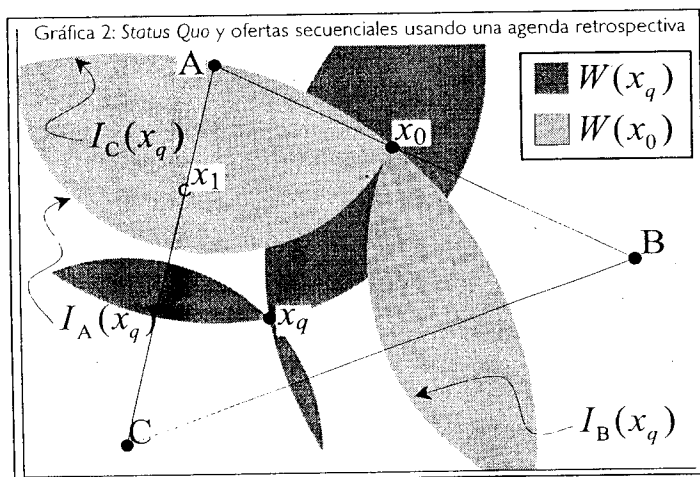 Gráfica 2: Status Quo y ofertas secuenciales usando una agenda retrospectiva
A
W(x_q)
W(x_0)
I_C(x_q)
x_0
x_1
B
I_A(x_q)
x_q
C
I_B(x_q)